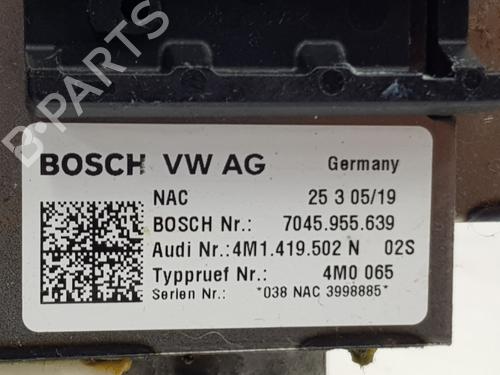 B-PARTS
BOSCH VW AG Germany
NAC 25 3 05/19
BOSCH Nr.: 7045.955.639
Audi Nr.:4M1.419.502 N 02S
Typpruef Nr.: 4M0 065
Serien Nr.: *038 NAC 3998885*